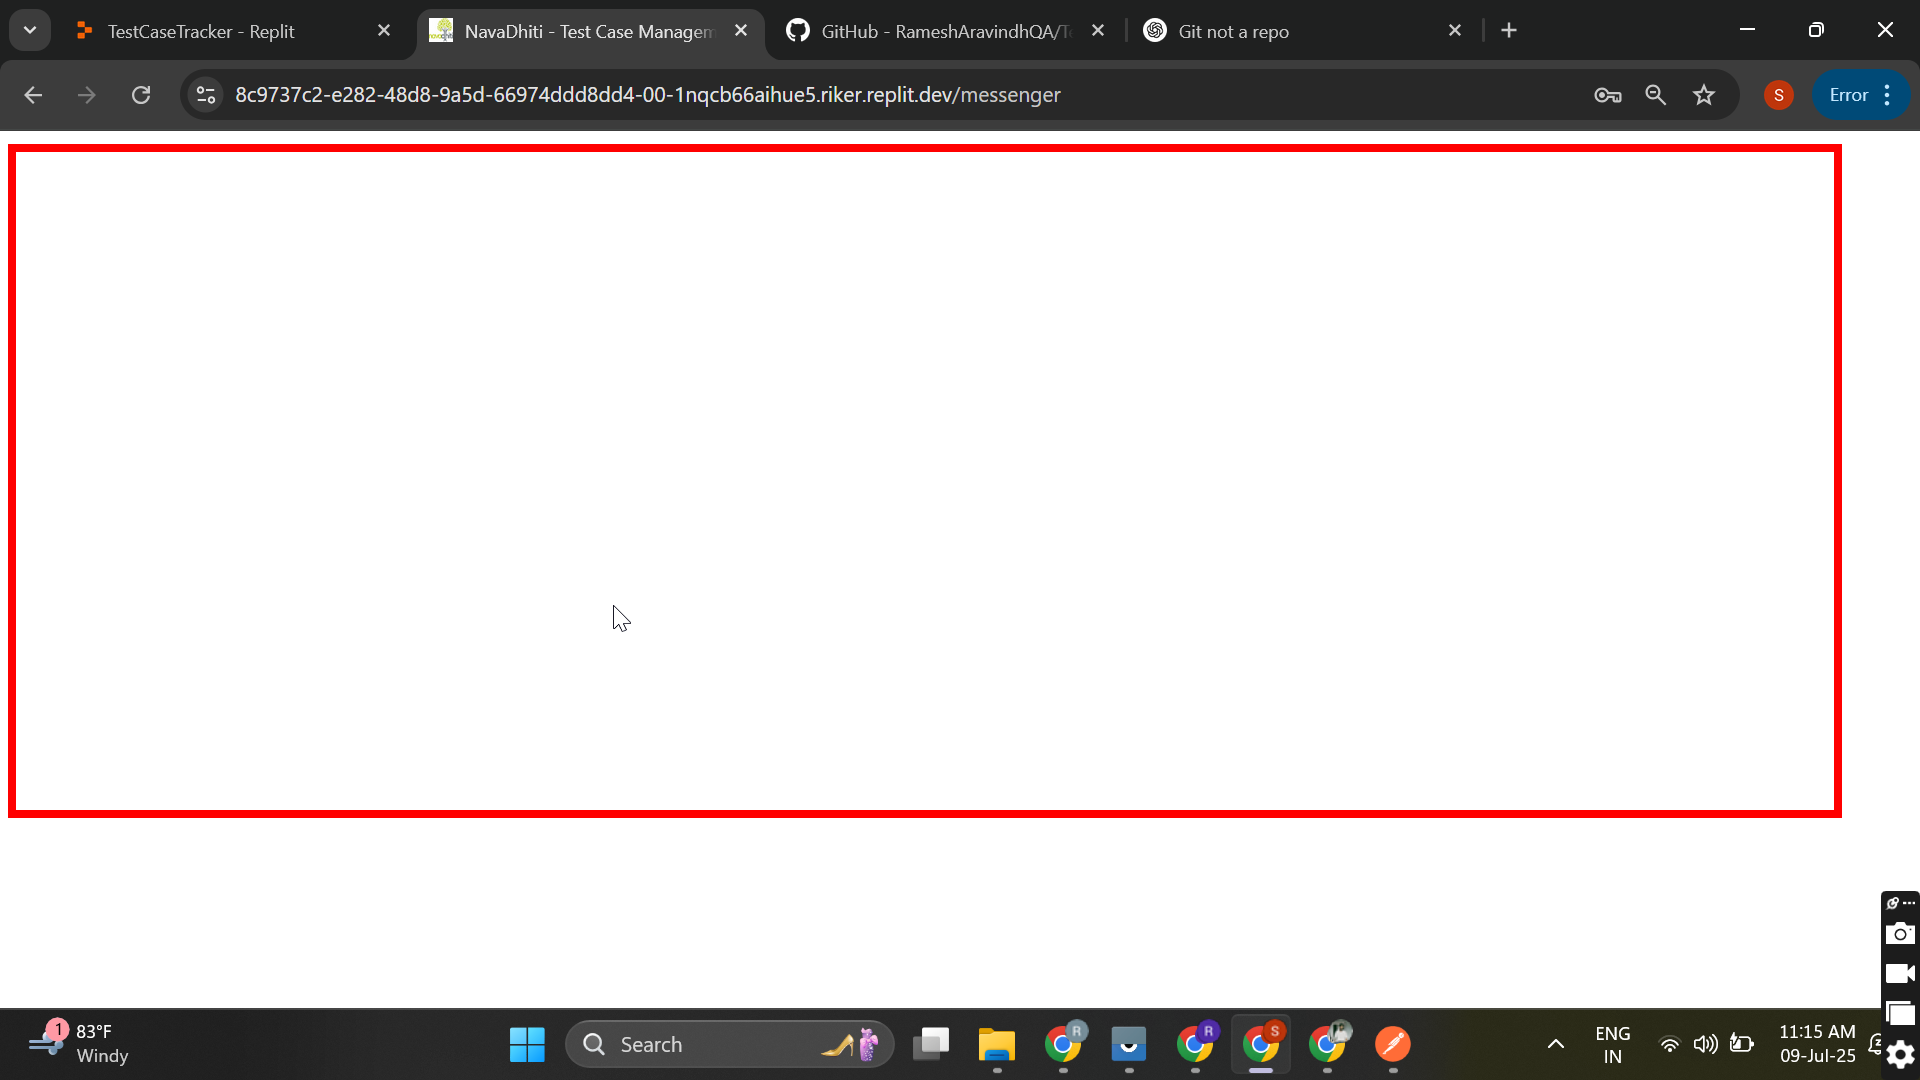 TestCaseTracker - Replit
NavaDhiti - Test Case Managem
GitHub - RameshAravindhQA/Te
Git not a repo
8c9737c2-e282-48d8-9a5d-66974ddd8dd4-00-1nqcb66aihue5.riker.replit.dev/messenger
S
Error
1
83°F
Windy
Search
R
R
S
ENG
IN
11:15 AM
09-Jul-25